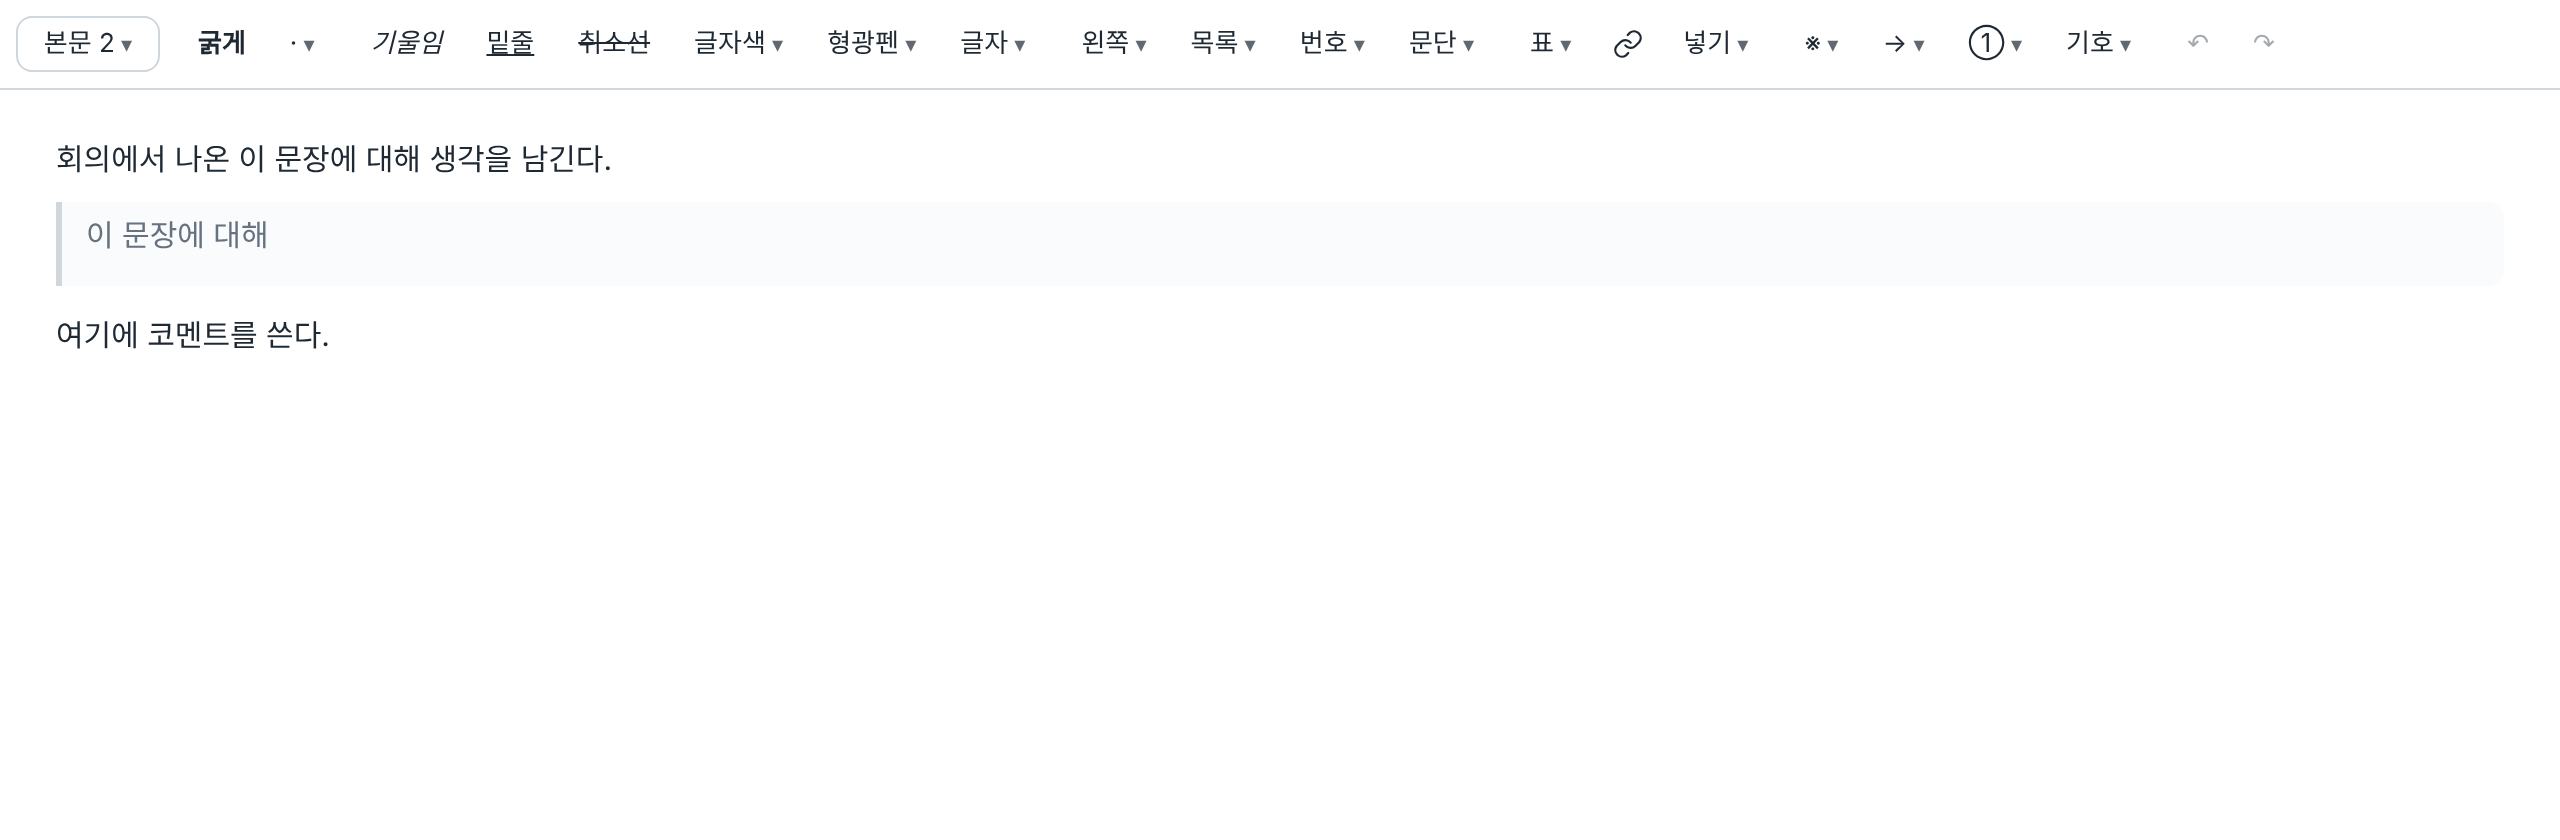 본문 2 ▾ 굵게 · ▾ 기울임 밑줄 취소선 글자색 ▾ 형광펜 ▾ 글자 ▾ 왼쪽 ▾ 목록 ▾ 번호 ▾ 문단 ▾ 표 ▾ 넣기 ▾ ※ ▾ → ▾ ① ▾ 기호 ▾ ↶ ↷
회의에서 나온 이 문장에 대해 생각을 남긴다.
이 문장에 대해
여기에 코멘트를 쓴다.